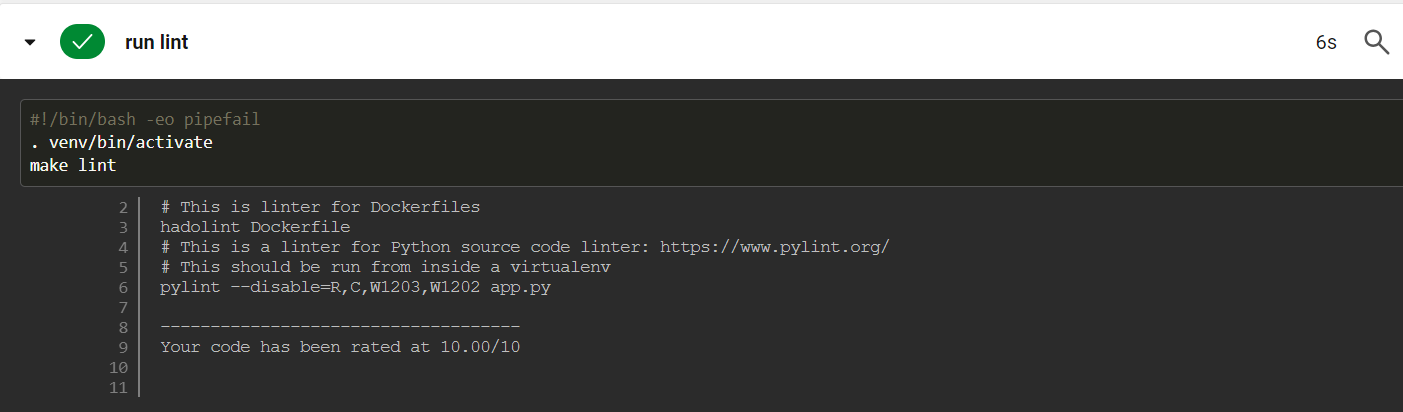 run lint
6s
#!/bin/bash -eo pipefail
. venv/bin/activate
make lint
2 # This is linter for Dockerfiles
3 hadolint Dockerfile
4 # This is a linter for Python source code linter: https://www.pylint.org/
5 # This should be run from inside a virtualenv
6 pylint --disable=R,C,W1203,W1202 app.py
7
8 ------------------------------------
9 Your code has been rated at 10.00/10
10
11